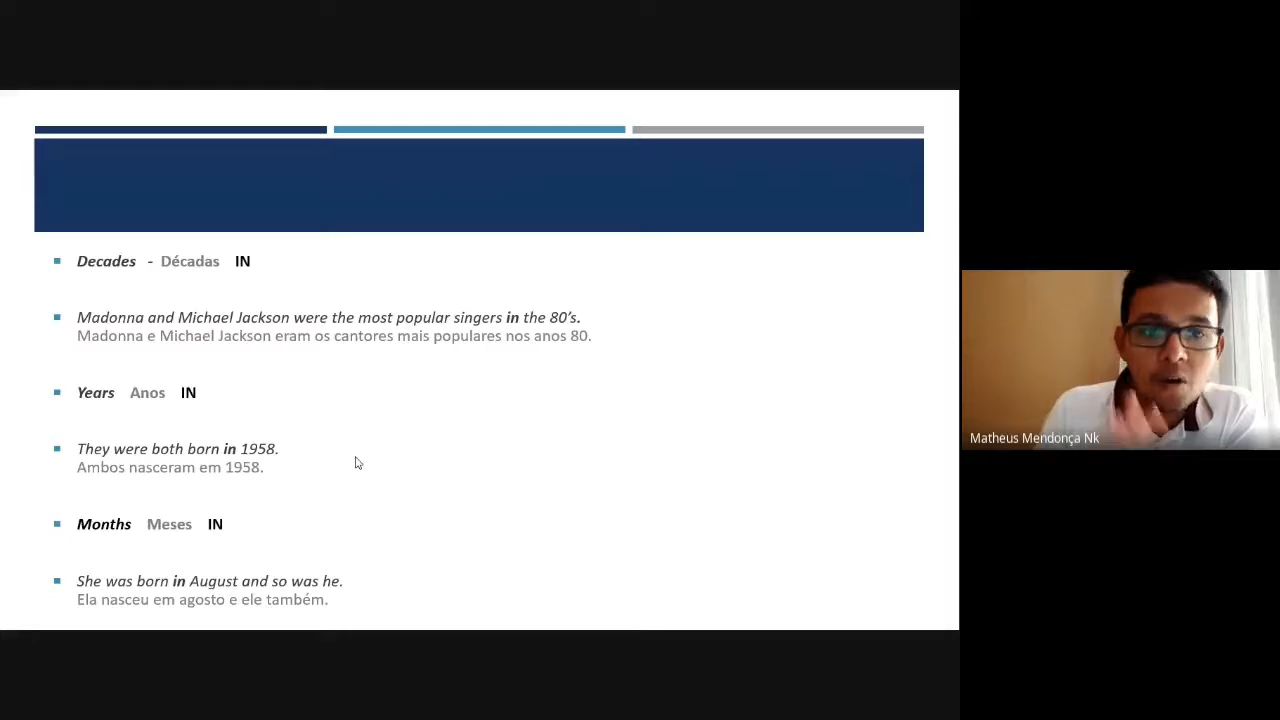 Decades - Décadas IN
Madonna and Michael Jackson were the most popular singers in the 80's.
Madonna e Michael Jackson eram os cantores mais populares nos anos 80.
Years Anos IN
They were both born in 1958.
Ambos nasceram em 1958.
Months Meses IN
She was born in August and so was he.
Ela nasceu em agosto e ele também.
Matheus Mendonça Nk